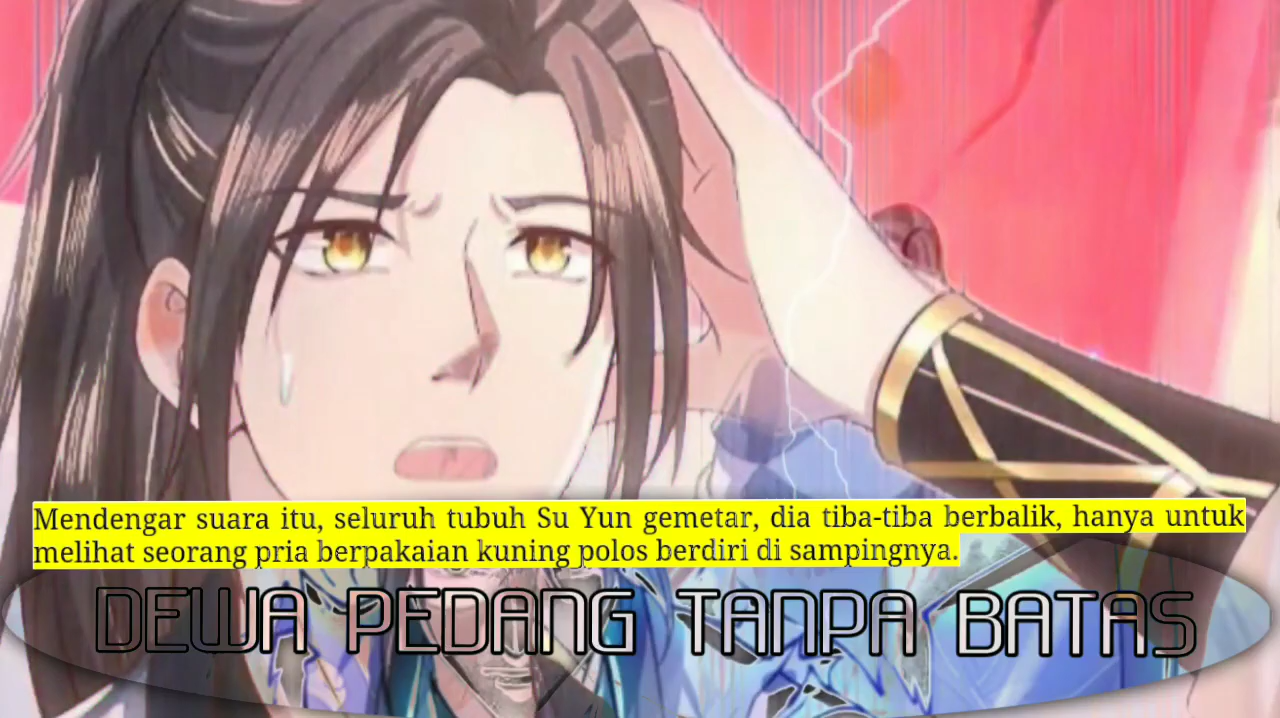 Mendengar suara itu, seluruh tubuh Su Yun gemetar, dia tiba-tiba berbalik, hanya untuk
melihat seorang pria berpakaian kuning polos berdiri di sampingnya.
DEWA PEDANG TANPA BATAS